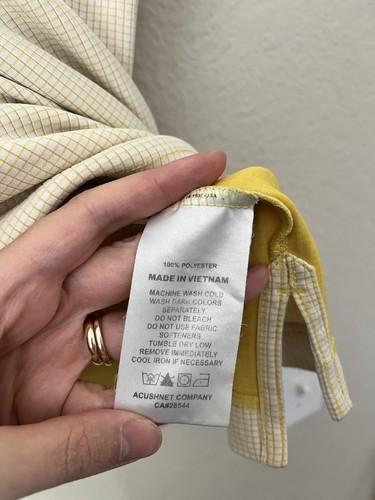 100% POLYESTER
MADE IN VIETNAM
MACHINE WASH COLD
WASH DARK COLORS
SEPARATELY.
DO NOT BLEACH
DO NOT USE FABRIC
SOFTENERS.
TUMBLE DRY LOW
REMOVE IMMEDIATELY
COOL IRON IF NECESSARY
ACUSHNET COMPANY
CA#28544